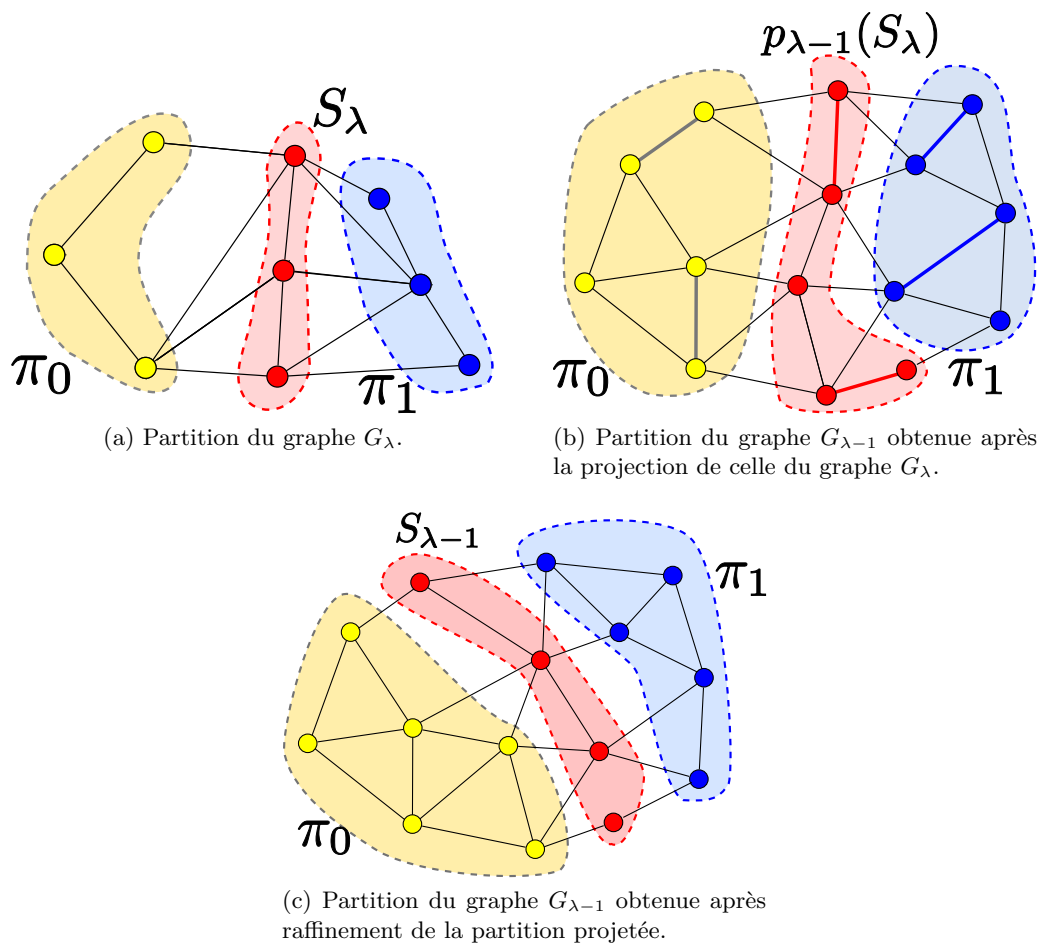 p_{λ−1}(S_λ)
S_λ
π_0
π_1
π_0
π_1
(a) Partition du graphe G_λ.
(b) Partition du graphe G_{λ−1} obtenue après
la projection de celle du graphe G_λ.
S_{λ−1}
π_1
π_0
(c) Partition du graphe G_{λ−1} obtenue après
raffinement de la partition projetée.